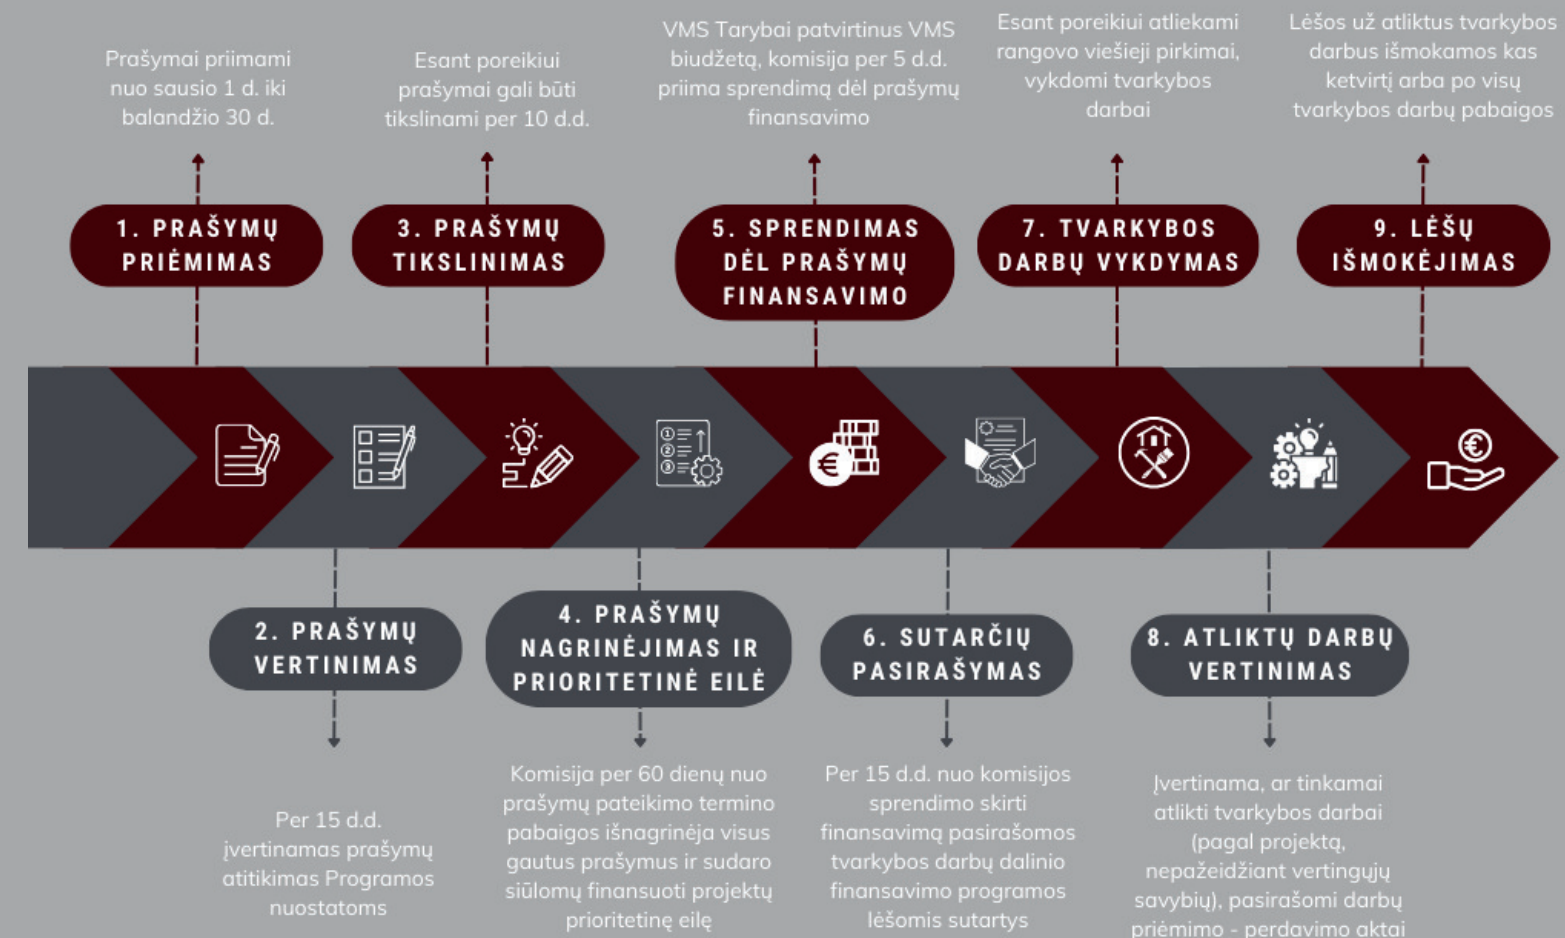 Prašymai priimami
nuo sausio 1 d. iki
balandžio 30 d.
1. PRAŠYMŲ
PRIĖMIMAS
2. PRAŠYMŲ
VERTINIMAS
Per 15 d.d.
įvertinamas prašymų
atitikimas Programos
nuostatoms
Esant poreikiui
prašymai gali būti
tikslinami per 10 d.d.
3. PRAŠYMŲ
TIKSLINIMAS
4. PRAŠYMŲ
NAGRINĖJIMAS IR
PRIORITETINĖ EILĖ
Komisija per 60 dienų nuo
prašymų pateikimo termino
pabaigos išnagrinėja visus
gautus prašymus ir sudaro
siūlomų finansuoti projektų
prioritetinę eilę
VMS Tarybai patvirtinus VMS
biudžetą, komisija per 5 d.d.
priima sprendimą dėl prašymų
finansavimo
5. SPRENDIMAS
DĖL PRAŠYMŲ
FINANSAVIMO
6. SUTARČIŲ
PASIRAŠYMAS
Per 15 d.d. nuo komisijos
sprendimo skirti
finansavimą pasirašomos
tvarkybos darbų dalinio
finansavimo programos
lėšomis sutartys
Esant poreikiui atliekami
rangovo viešieji pirkimai,
vykdomi tvarkybos
darbai
7. TVARKYBOS
DARBŲ VYKDYMAS
8. ATLIKTŲ DARBŲ
VERTINIMAS
Įvertinama, ar tinkamai
atlikti tvarkybos darbai
(pagal projektą,
nepažeidžiant vertingųjų
savybių), pasirašomi darbų
priėmimo - perdavimo aktai
Lėšos už atliktus tvarkybos
darbus išmokamos kas
ketvirtį arba po visų
tvarkybos darbų pabaigos
9. LĖŠŲ
IŠMOKĖJIMAS